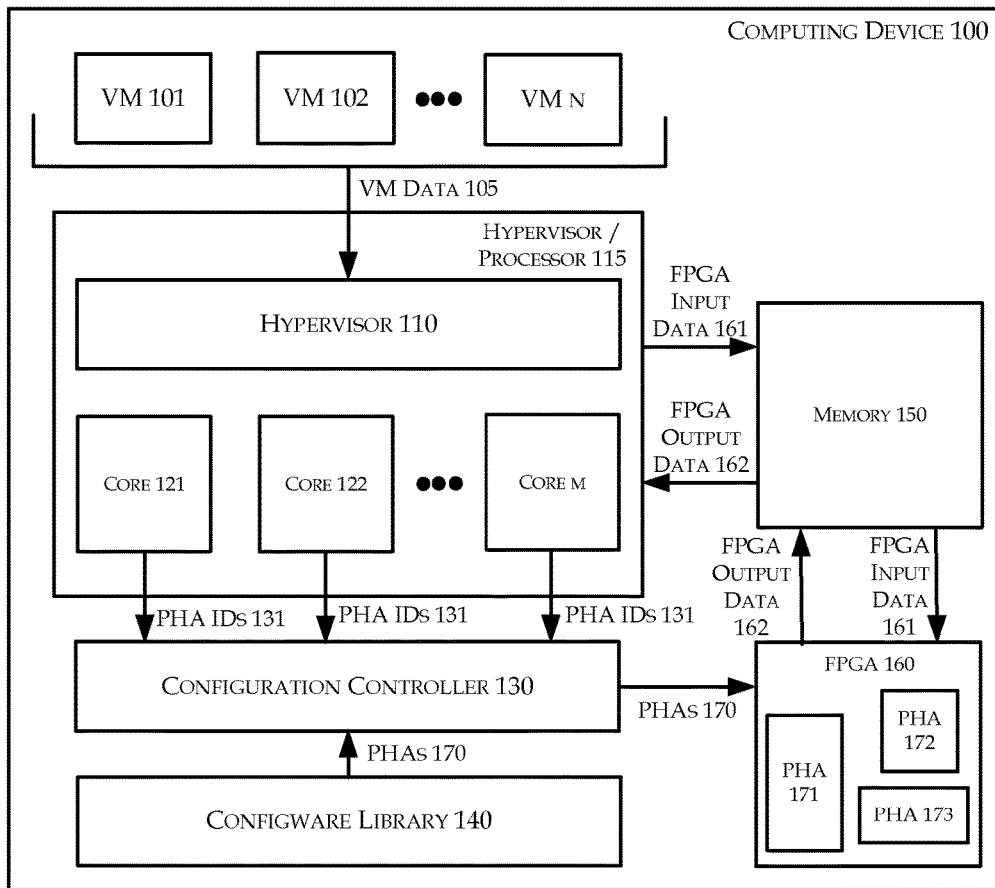 COMPUTING DEVICE 100
VM 101
VM 102
VM N
VM DATA 105
HYPERVISOR /
PROCESSOR 115
HYPERVISOR 110
FPGA
INPUT
DATA 161
MEMORY 150
FPGA
OUTPUT
DATA 162
CORE 121
CORE 122
CORE M
FPGA
OUTPUT
DATA
162
FPGA
INPUT
DATA
161
PHA IDS 131
PHA IDS 131
PHA IDS 131
CONFIGURATION CONTROLLER 130
PHAS 170
FPGA 160
PHA
171
PHA
172
PHA 173
PHAS 170
CONFIGWARE LIBRARY 140